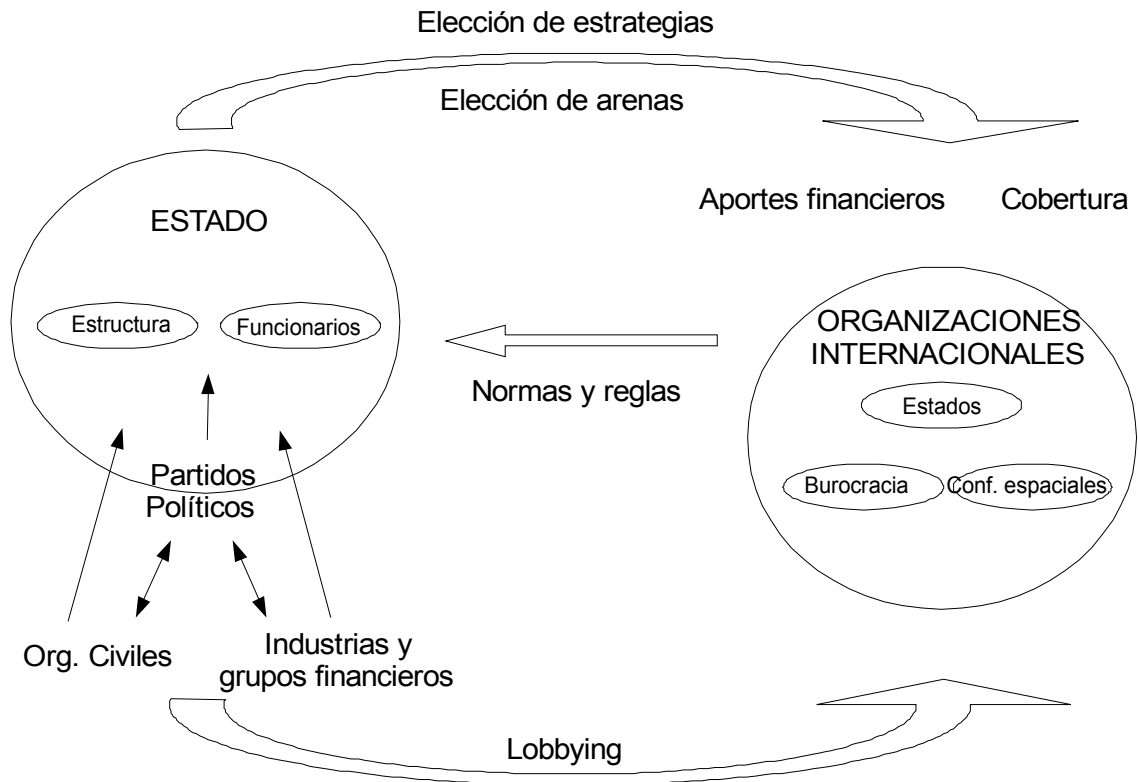 Elección de estrategias
Elección de arenas
Aportes financieros
Cobertura
ESTADO
Estructura
Funcionarios
Normas y reglas
ORGANIZACIONES
INTERNACIONALES
Estados
Burocracia
Conf. espaciales
Partidos
Políticos
Org. Civiles
Industrias y
grupos financieros
Lobbying